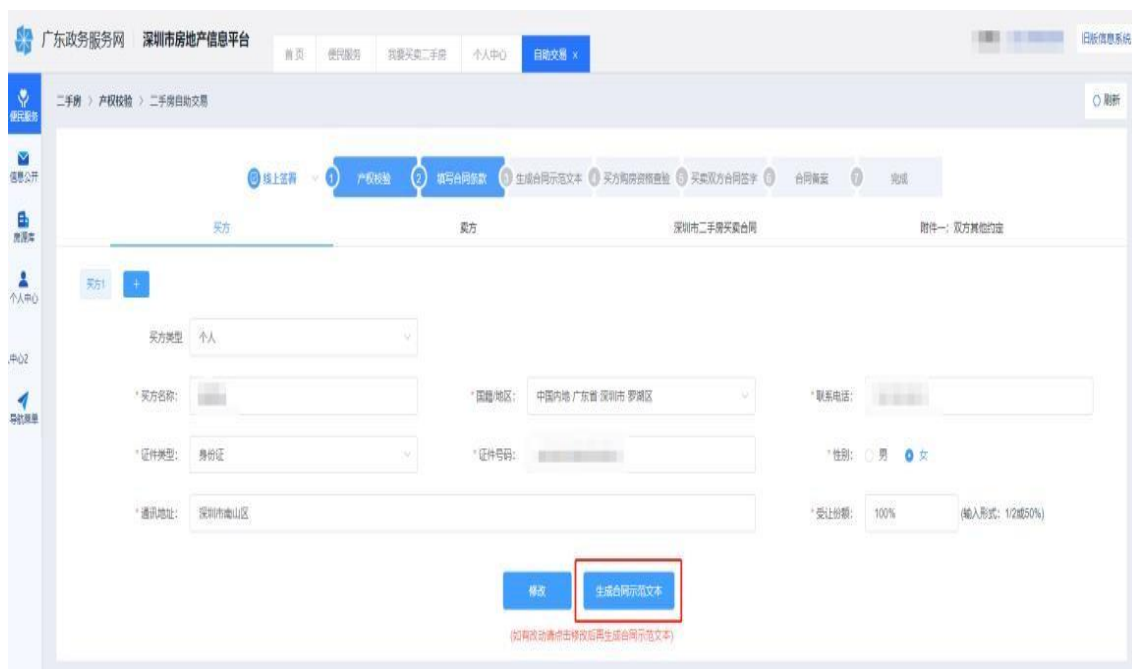 广东政务服务网 深圳市房地产信息平台
首页 便民服务 我要买卖二手房 个人中心 自助交易 ×
旧版信息系统
便民服务
信息公开
房源库
个人中心
中心2
导航菜单
二手房 > 产权校验 > 二手房自助交易
刷新
线上签署 1 产权校验 2 填写合同条款 3 生成合同示范文本 4 买方购房资格查验 5 买卖双方合同签字 6 合同备案 7 完成
买方 卖方 深圳市二手房买卖合同 附件一：双方其他约定
买方1 +
买方类型 个人
* 买方名称: * 国籍/地区: 中国内地 广东省 深圳市 罗湖区 * 联系电话:
* 证件类型: 身份证 * 证件号码: * 性别: 男 女
* 通讯地址: 深圳市南山区 * 受让份额: 100% (输入形式：1/2或50%)
修改 生成合同示范文本
(如有改动请点击修改后再生成合同示范文本)